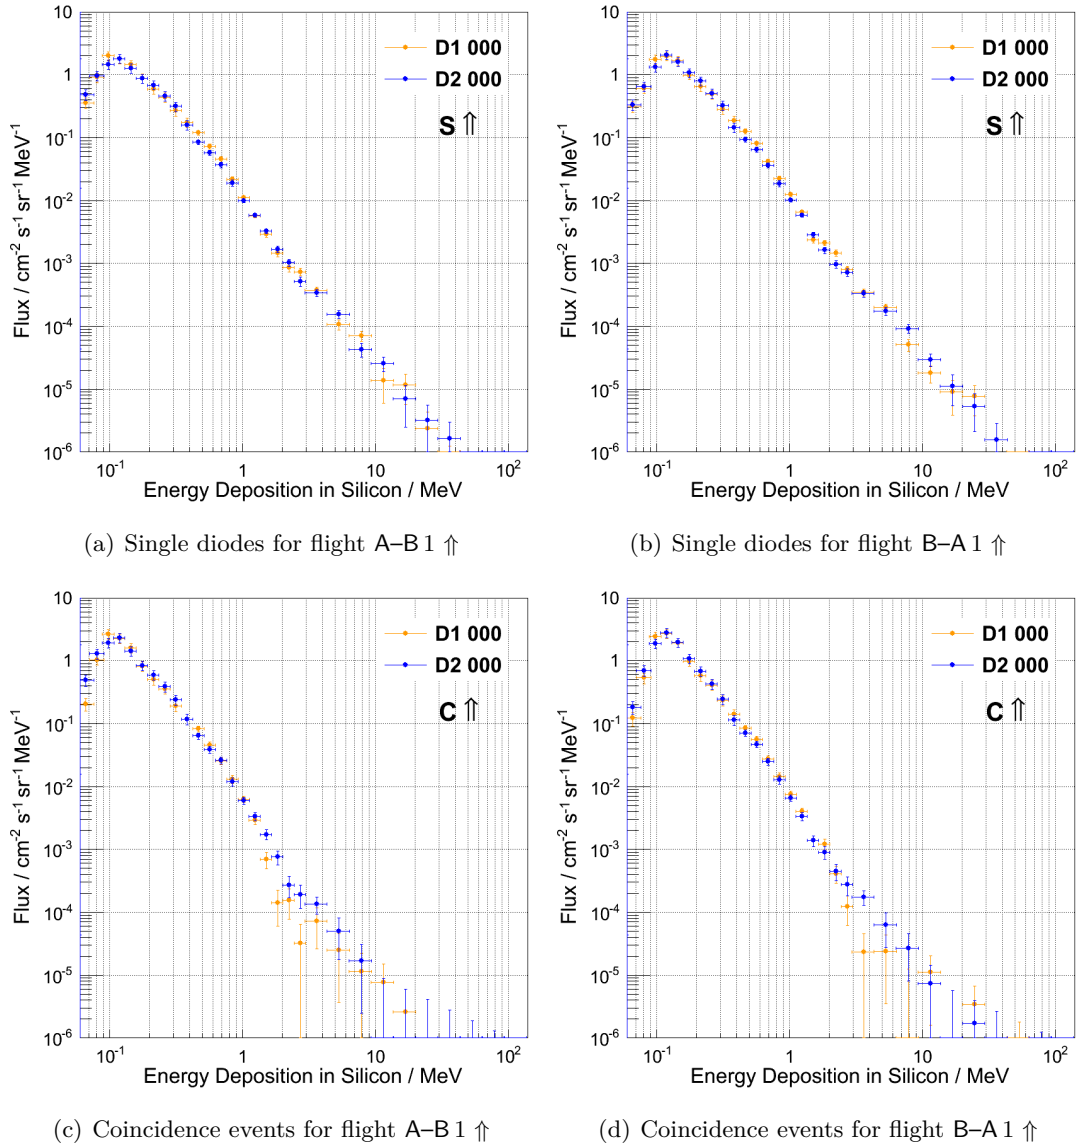 10
1
10⁻¹
10⁻²
10⁻³
10⁻⁴
10⁻⁵
10⁻⁶
Flux / cm⁻² s⁻¹ sr⁻¹ MeV⁻¹
D1 000
D2 000
S ⇑
10⁻¹ 1 10 10²
Energy Deposition in Silicon / MeV
(a) Single diodes for flight A–B 1 ⇑
10
1
10⁻¹
10⁻²
10⁻³
10⁻⁴
10⁻⁵
10⁻⁶
Flux / cm⁻² s⁻¹ sr⁻¹ MeV⁻¹
D1 000
D2 000
S ⇑
10⁻¹ 1 10 10²
Energy Deposition in Silicon / MeV
(b) Single diodes for flight B–A 1 ⇑
10
1
10⁻¹
10⁻²
10⁻³
10⁻⁴
10⁻⁵
10⁻⁶
Flux / cm⁻² s⁻¹ sr⁻¹ MeV⁻¹
D1 000
D2 000
C ⇑
10⁻¹ 1 10 10²
Energy Deposition in Silicon / MeV
(c) Coincidence events for flight A–B 1 ⇑
10
1
10⁻¹
10⁻²
10⁻³
10⁻⁴
10⁻⁵
10⁻⁶
Flux / cm⁻² s⁻¹ sr⁻¹ MeV⁻¹
D1 000
D2 000
C ⇑
10⁻¹ 1 10 10²
Energy Deposition in Silicon / MeV
(d) Coincidence events for flight B–A 1 ⇑